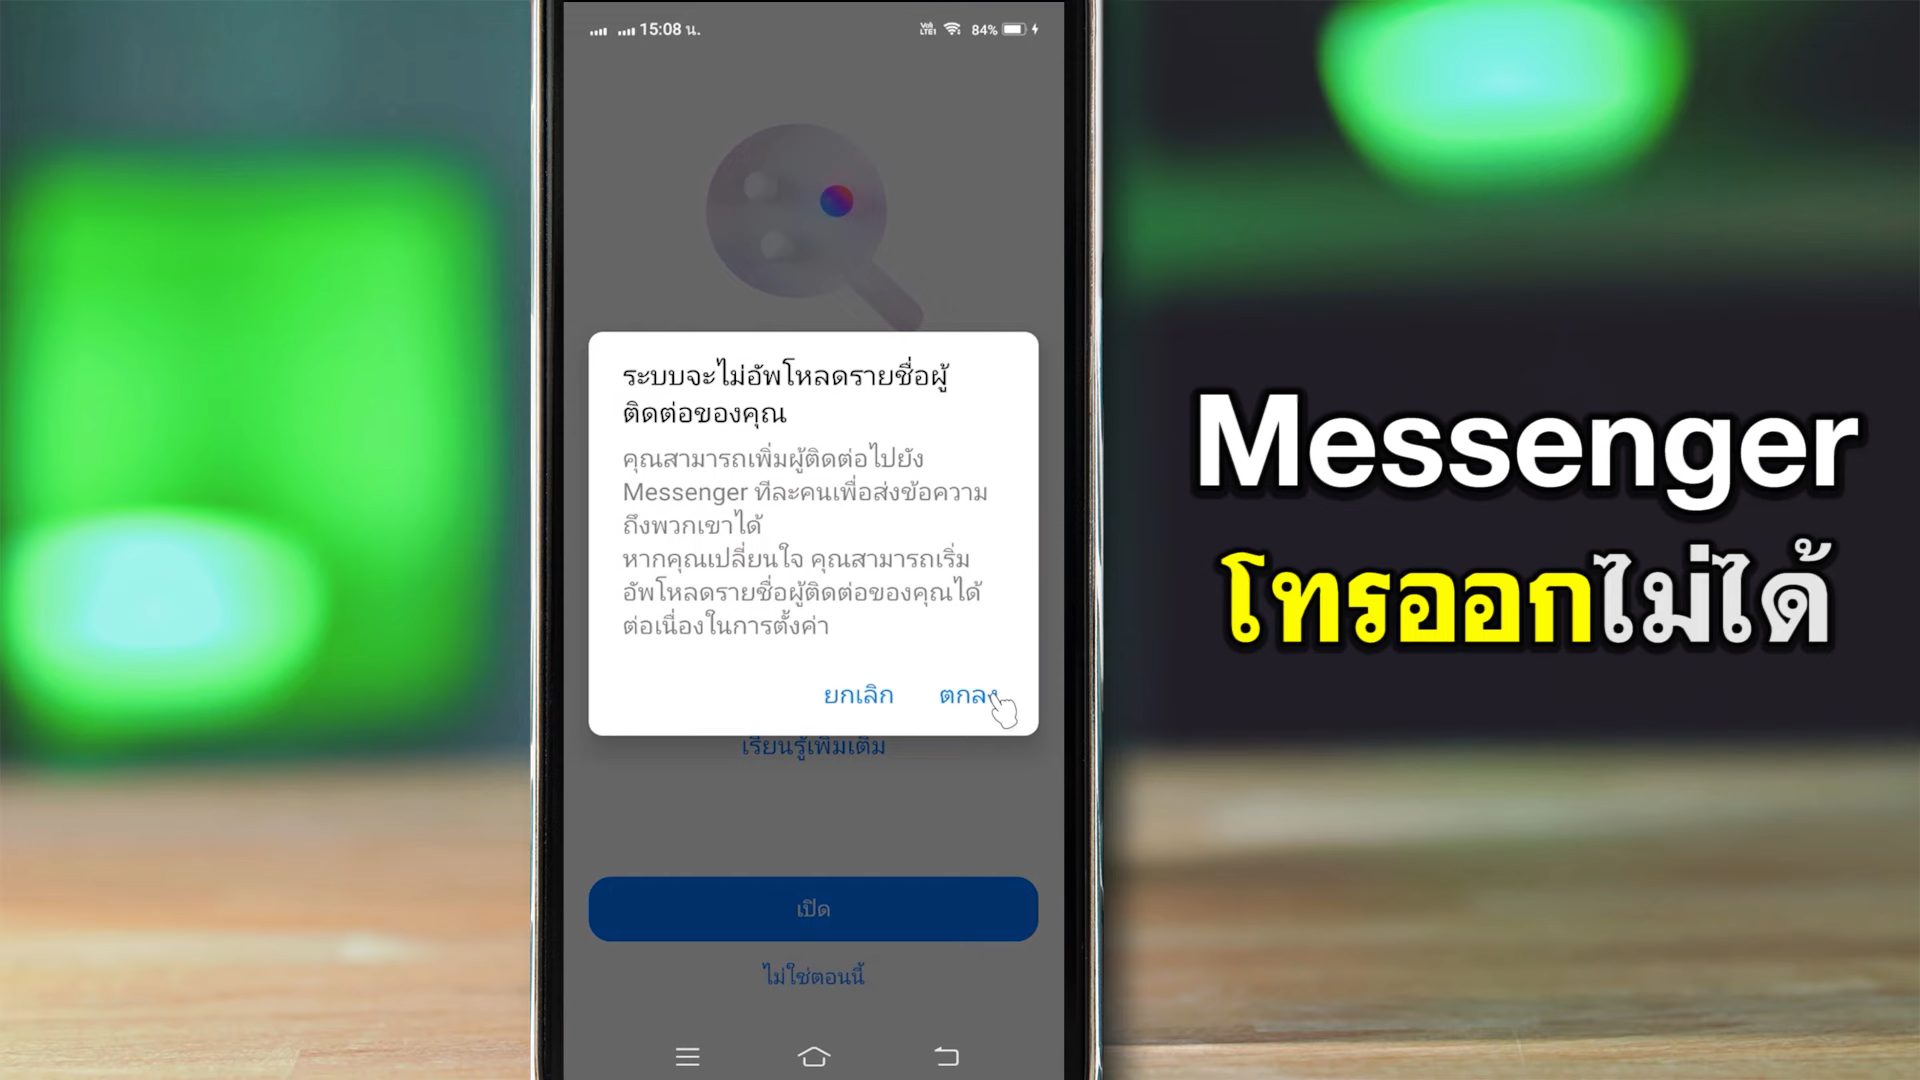 15:08 น.
VoLTE1 84%
ระบบจะไม่อัพโหลดรายชื่อผู้
ติดต่อของคุณ
คุณสามารถเพิ่มผู้ติดต่อไปยัง
Messenger ทีละคนเพื่อส่งข้อความ
ถึงพวกเขาได้
หากคุณเปลี่ยนใจ คุณสามารถเริ่ม
อัพโหลดรายชื่อผู้ติดต่อของคุณได้
ต่อเนื่องในการตั้งค่า
ยกเลิก ตกลง
เรียนรู้เพิ่มเติม
เปิด
ไม่ใช่ตอนนี้
Messenger
โทรออกไม่ได้